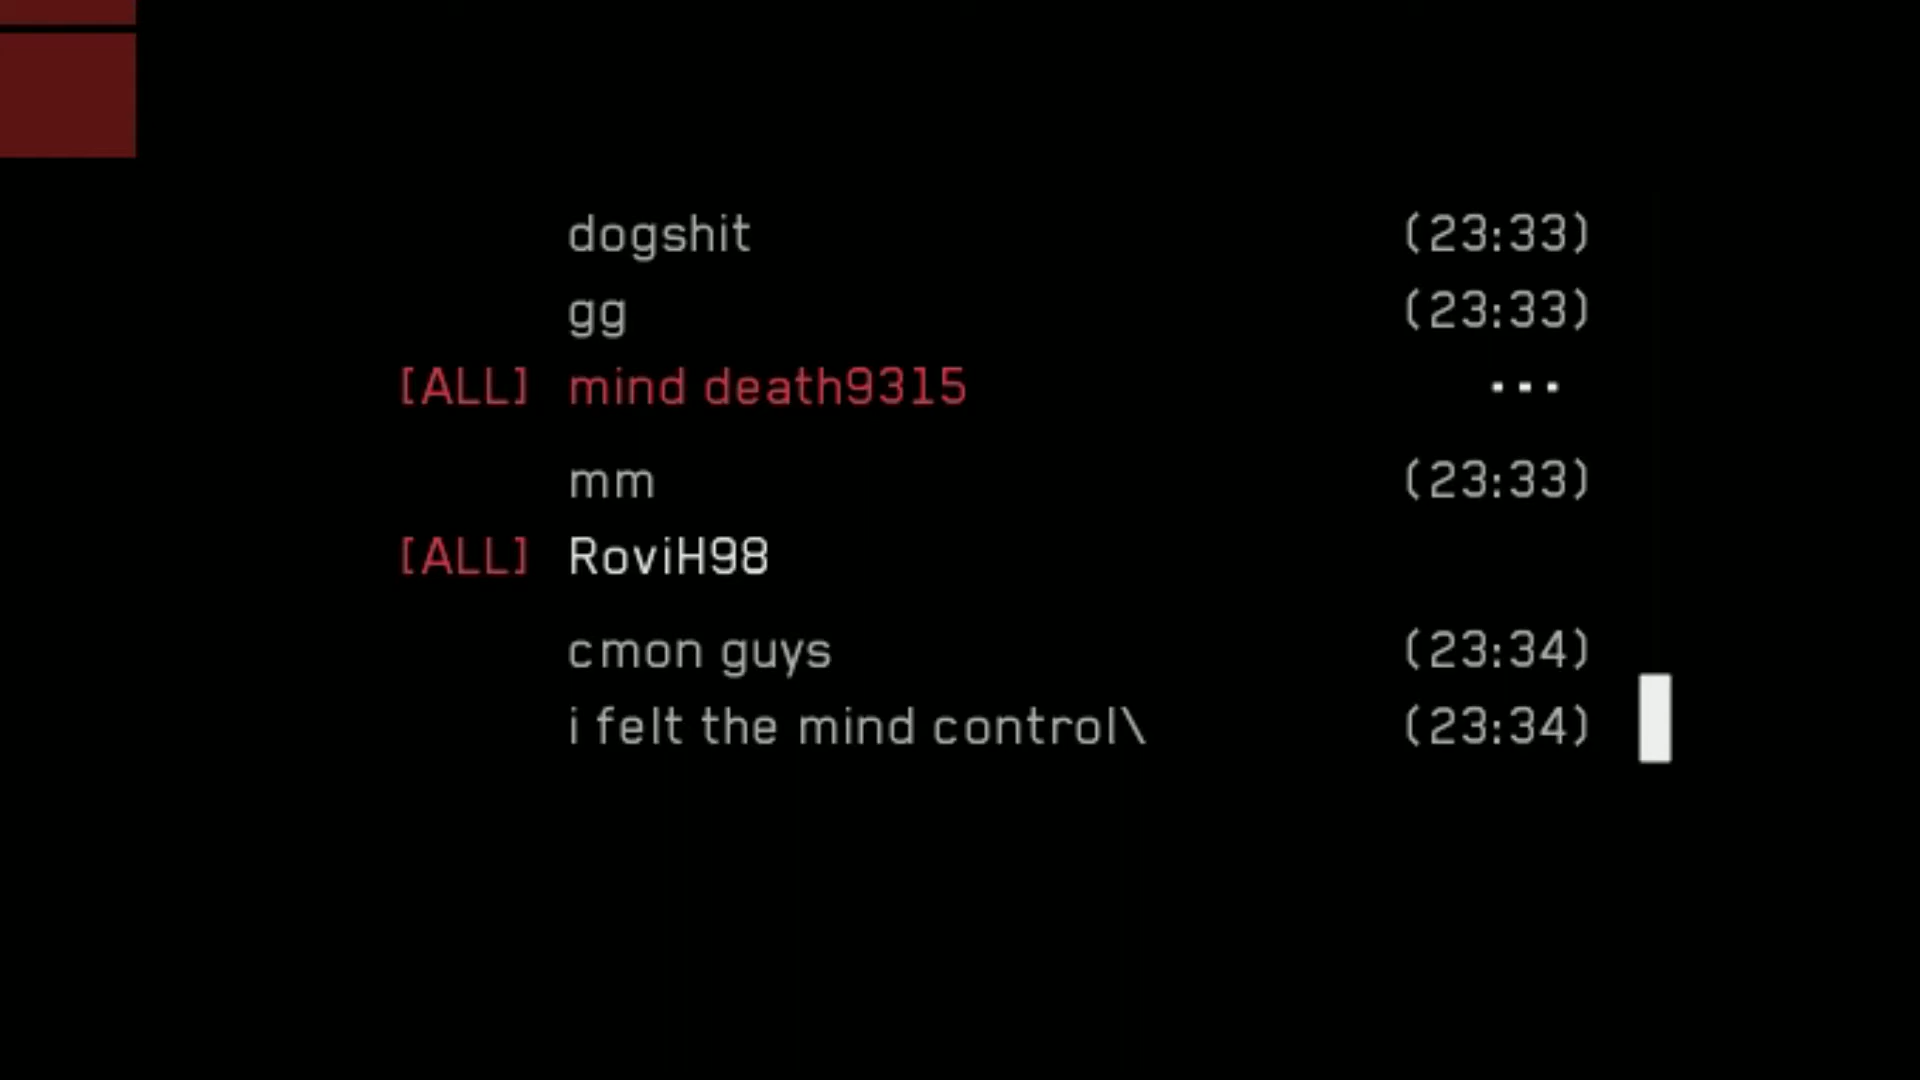 dogshit (23:33)
gg (23:33)
[ALL] mind death9315 ...
mm (23:33)
[ALL] RoviH98
cmon guys (23:34)
i felt the mind control\ (23:34)